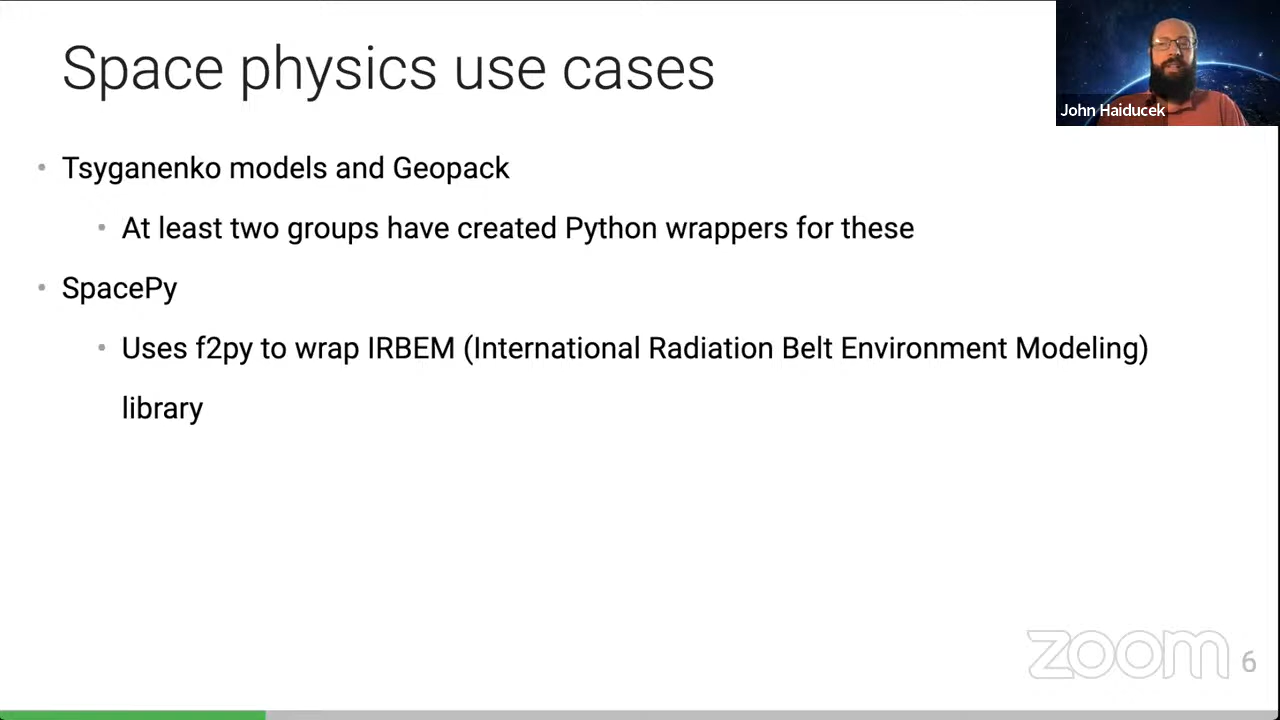 Space physics use cases
John Haiducek
• Tsyganenko models and Geopack
• At least two groups have created Python wrappers for these
• SpacePy
• Uses f2py to wrap IRBEM (International Radiation Belt Environment Modeling)
library
zoom
6